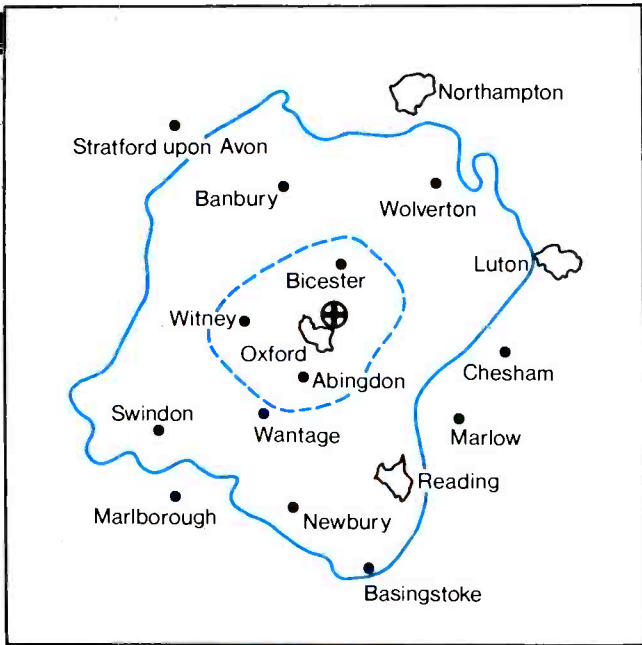 Northampton
Stratford upon Avon
Banbury
Wolverton
Luton
Bicester
Witney
Oxford
Chesham
Abingdon
Swindon
Wantage
Marlow
Reading
Marlborough
Newbury
Basingstoke